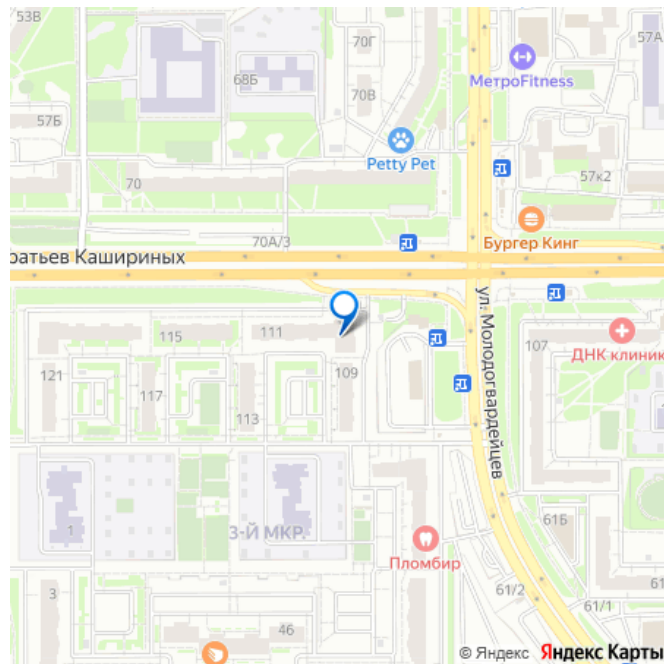 53В
70Г
57А
68Б
МетроFitness
70В
57Б
Petty Pet
57к2
70
Бургер Кинг
70А/3
ратьев Кашириных
ул. Молодогвардейцев
115
111
107
ДНК клиник
121
109
117
113
61Б
1
3-Й МКР.
Пломбир
3
61/2
61/1
46
© Яндекс Яндекс Карты